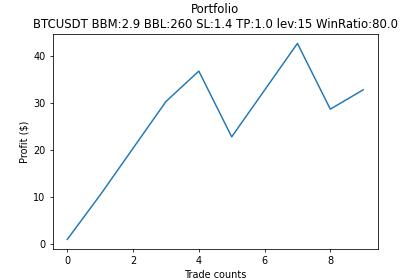 Portfolio
BTCUSDT BBM:2.9 BBL:260 SL:1.4 TP:1.0 lev:15 WinRatio:80.0
40
30
20
10
0
Profit ($)
0 2 4 6 8
Trade counts